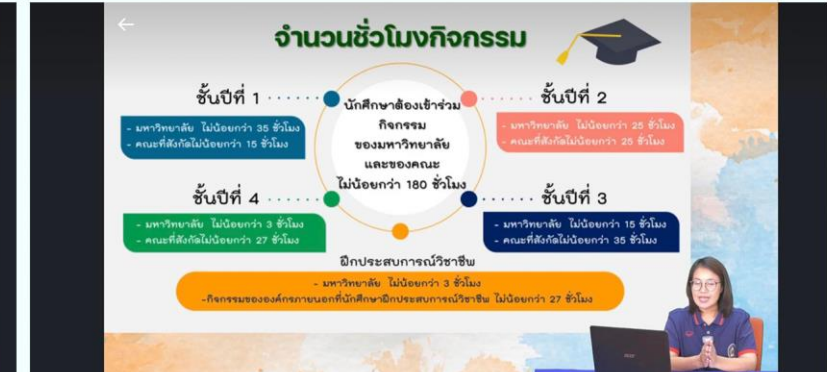 จำนวนชั่วโมงกิจกรรม
ชั้นปีที่ 1
- มหาวิทยาลัย ไม่น้อยกว่า 35 ชั่วโมง
- คณะที่สังกัดไม่น้อยกว่า 15 ชั่วโมง
นักศึกษาต้องเข้าร่วม
กิจกรรม
ของมหาวิทยาลัย
และของคณะ
ไม่น้อยกว่า 180 ชั่วโมง
ชั้นปีที่ 2
- มหาวิทยาลัย ไม่น้อยกว่า 25 ชั่วโมง
- คณะที่สังกัดไม่น้อยกว่า 25 ชั่วโมง
ชั้นปีที่ 4
- มหาวิทยาลัย ไม่น้อยกว่า 3 ชั่วโมง
- คณะที่สังกัดไม่น้อยกว่า 27 ชั่วโมง
ชั้นปีที่ 3
- มหาวิทยาลัย ไม่น้อยกว่า 15 ชั่วโมง
- คณะที่สังกัดไม่น้อยกว่า 35 ชั่วโมง
ฝึกประสบการณ์วิชาชีพ
- มหาวิทยาลัย ไม่น้อยกว่า 3 ชั่วโมง
-กิจกรรมขององค์กรภายนอกที่นักศึกษาฝึกประสบการณ์วิชาชีพ ไม่น้อยกว่า 27 ชั่วโมง
acer